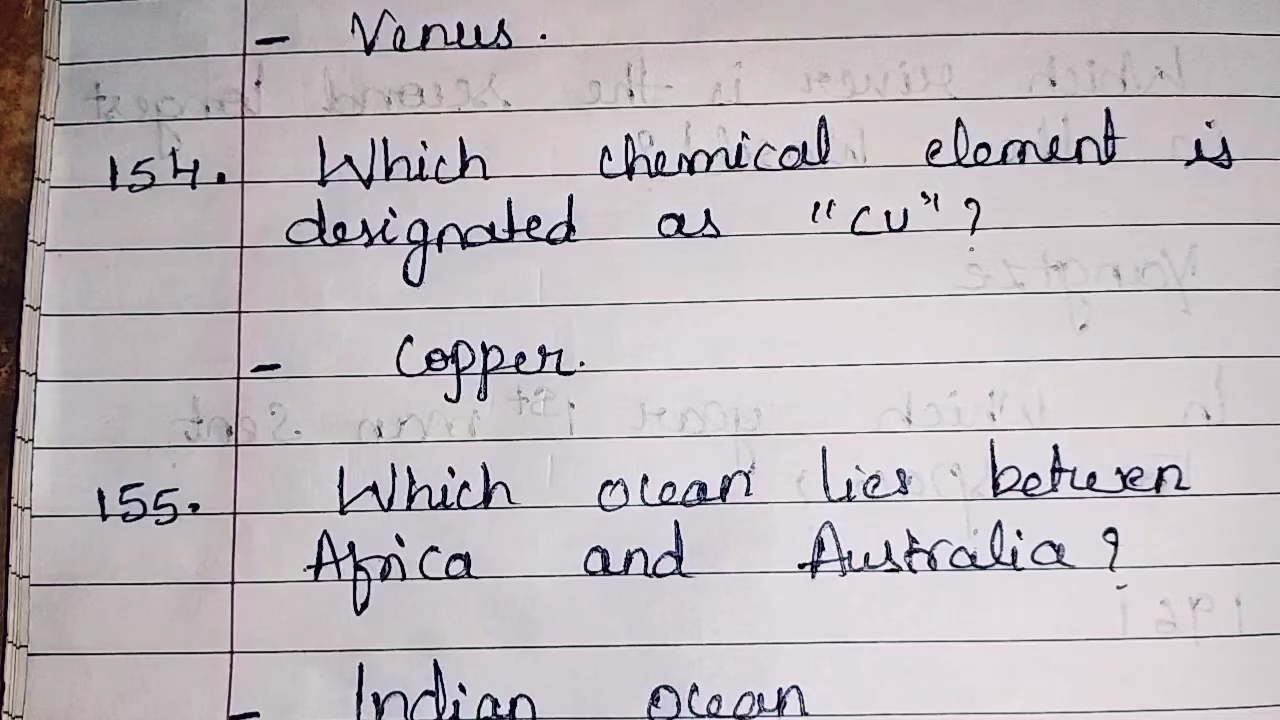 - Venus.
154. Which chemical element is
designated as "CU"?
- Copper.
155. Which ocean lies between
Africa and Australia?
- Indian ocean